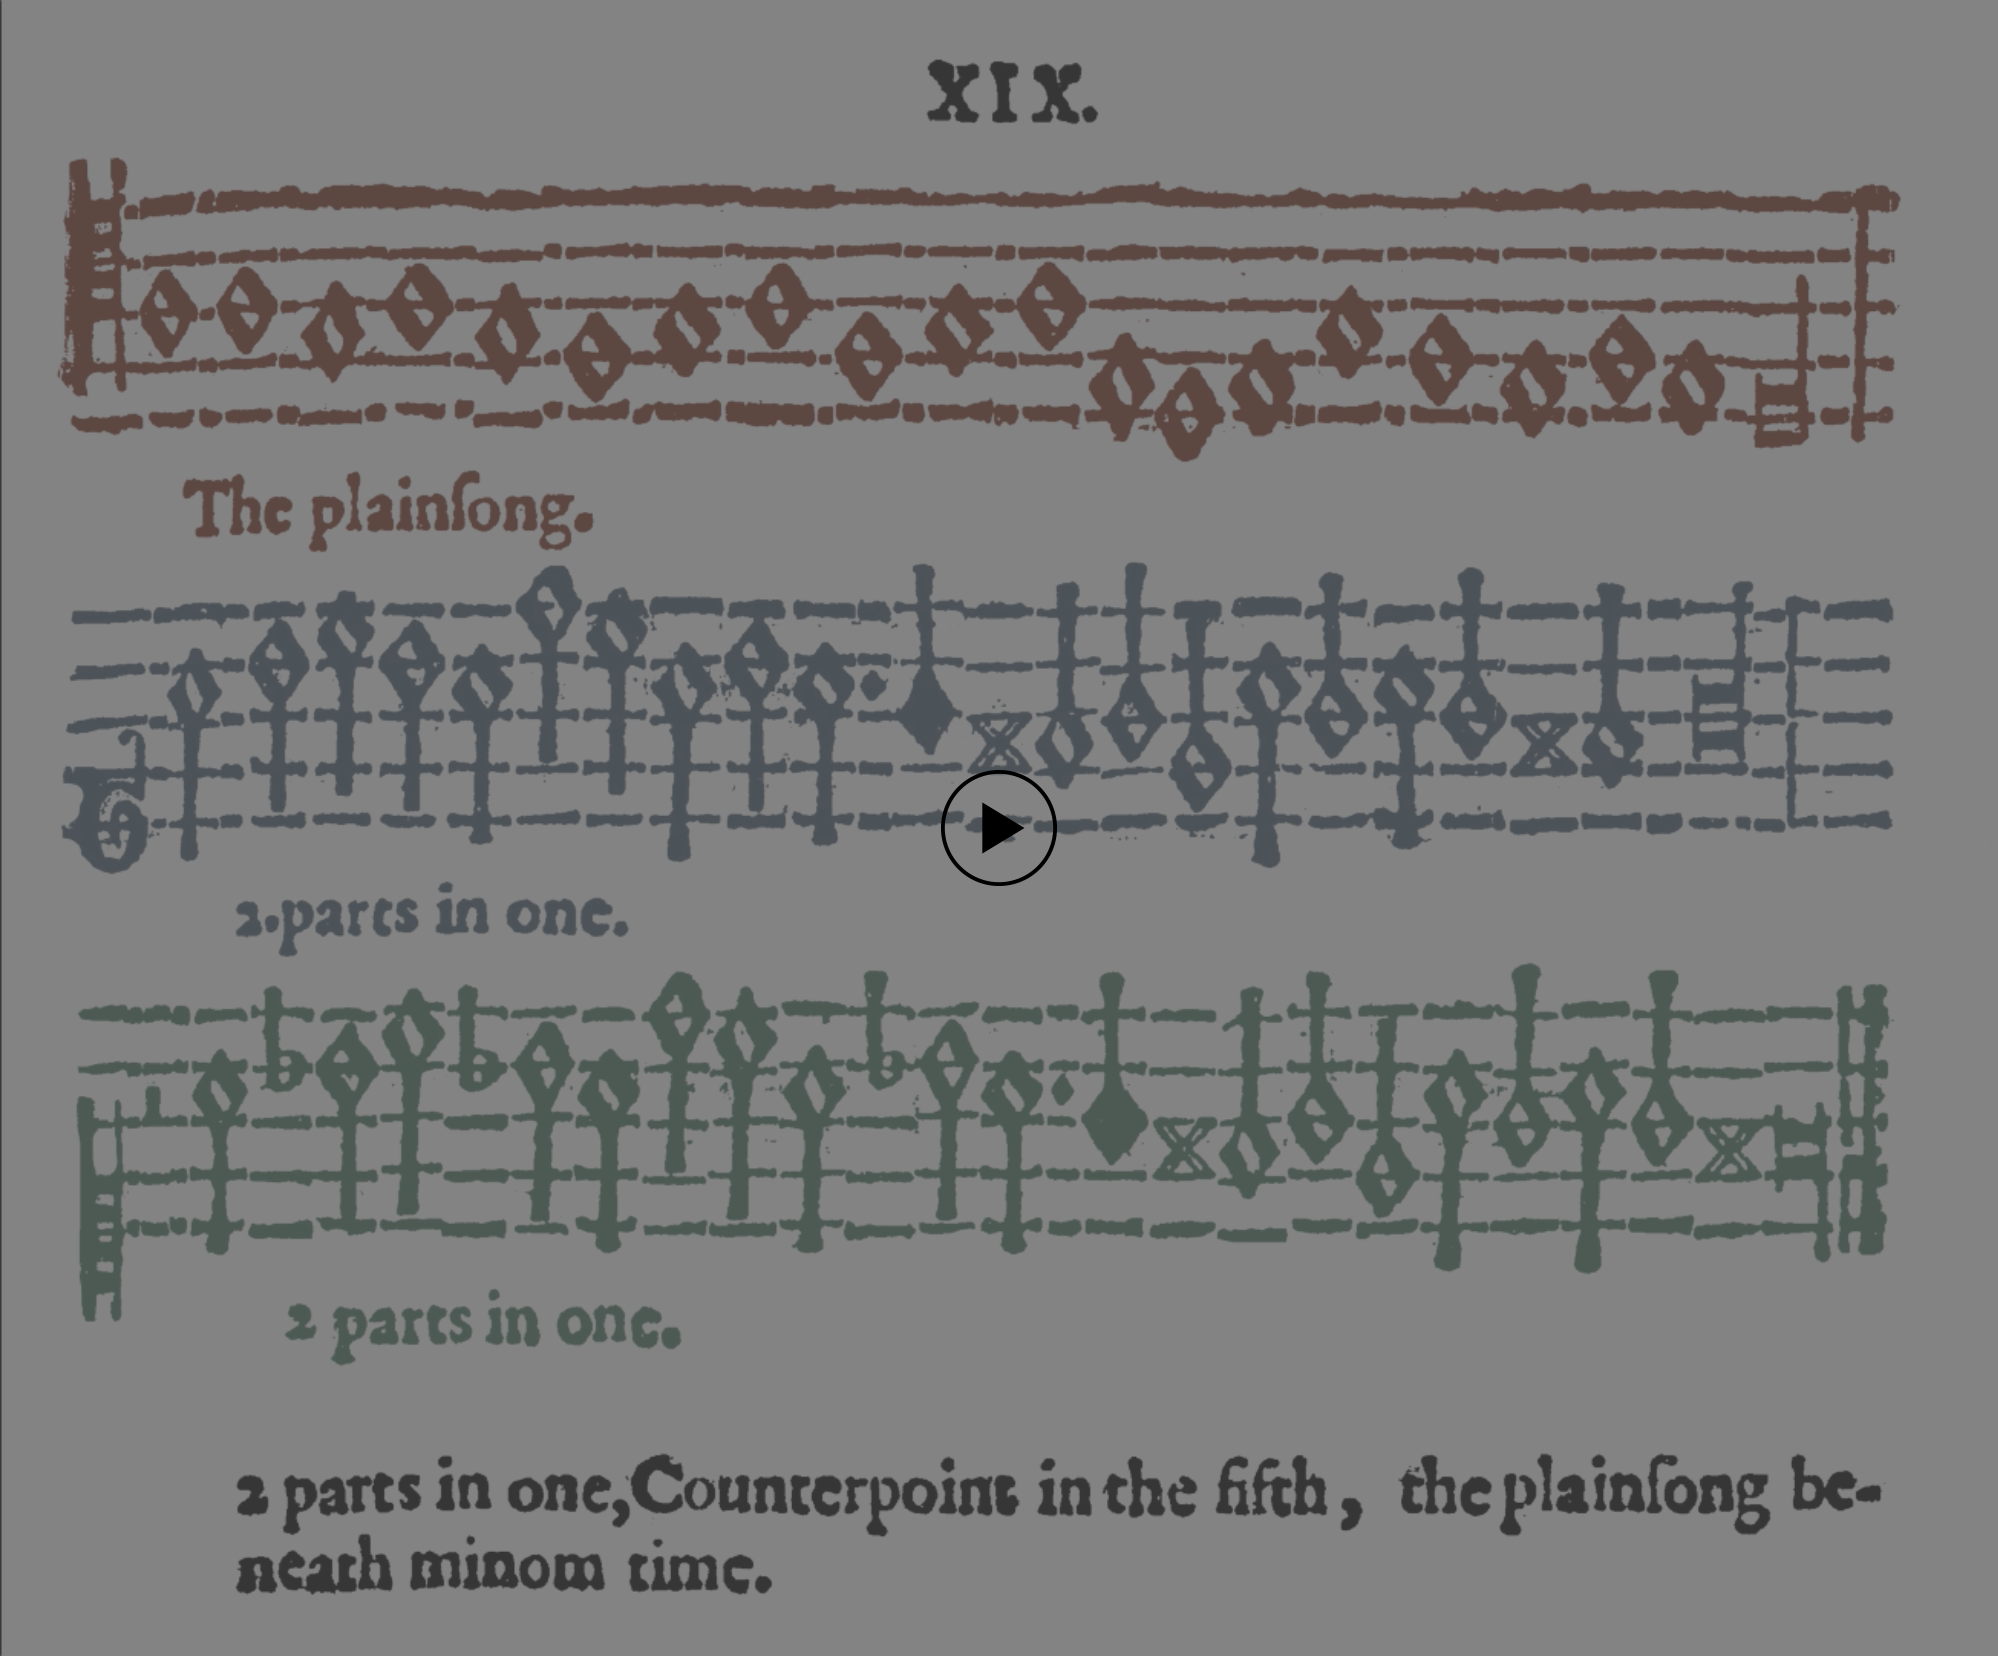 XIX.
The plainſong.
2.parts in one.
2 parts in one.
2 parts in one,Counterpoint in the fifth, the plainſong be-
neath minom time.